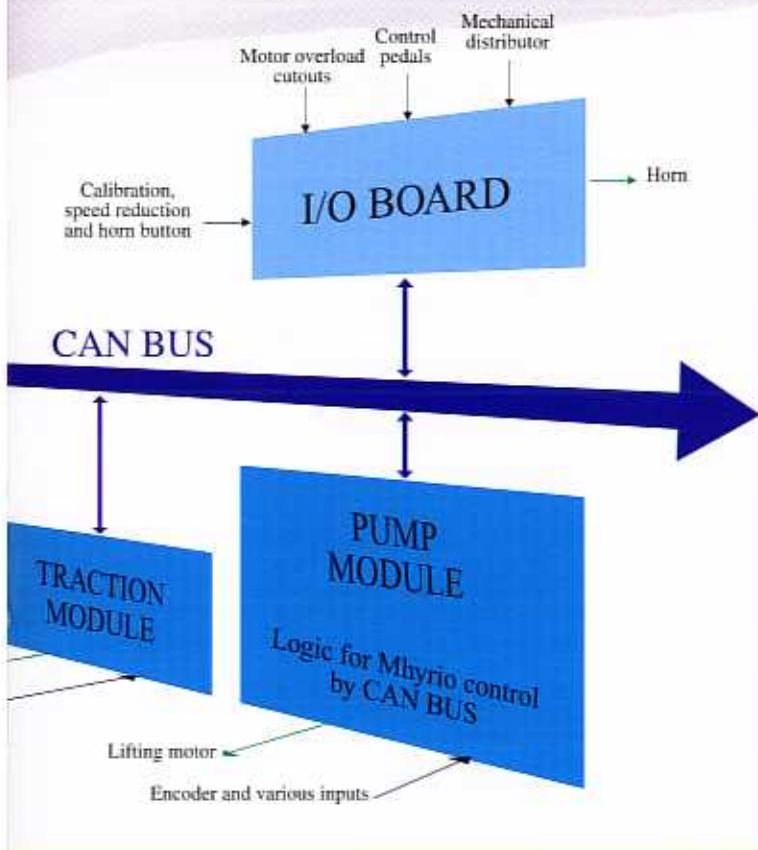 Motor overload
cutouts
Control
pedals
Mechanical
distributor
I/O BOARD
Horn
Calibration,
speed reduction
and horn button
CAN BUS
TRACTION
MODULE
PUMP
MODULE
Logic for Mhyrio control
by CAN BUS
Lifting motor
Encoder and various inputs